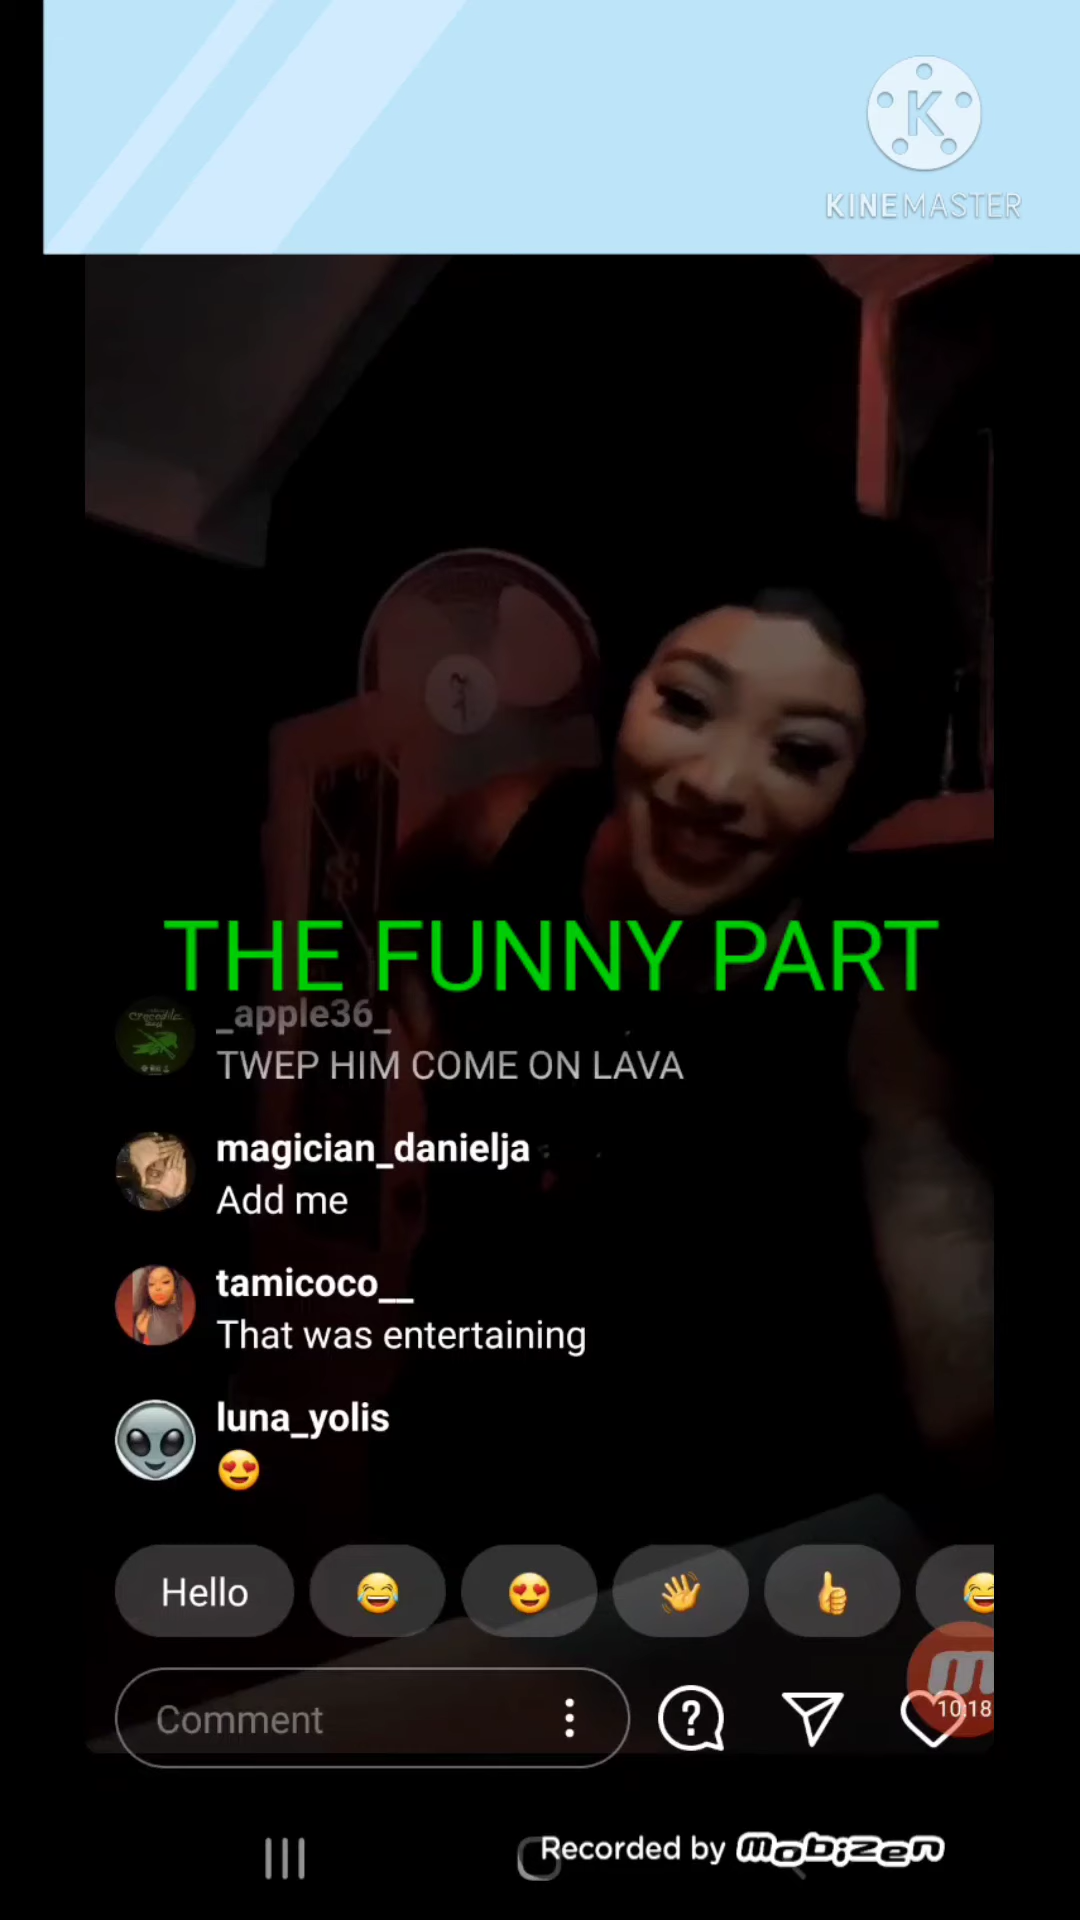 K
KINEMASTER
THE FUNNY PART
_apple36_
TWEP HIM COME ON LAVA
magician_danielja
Add me
tamicoco__
That was entertaining
luna_yolis
😍
Hello 😂 😍 👋 👍 😂
Comment
10:18
Recorded by mobizen